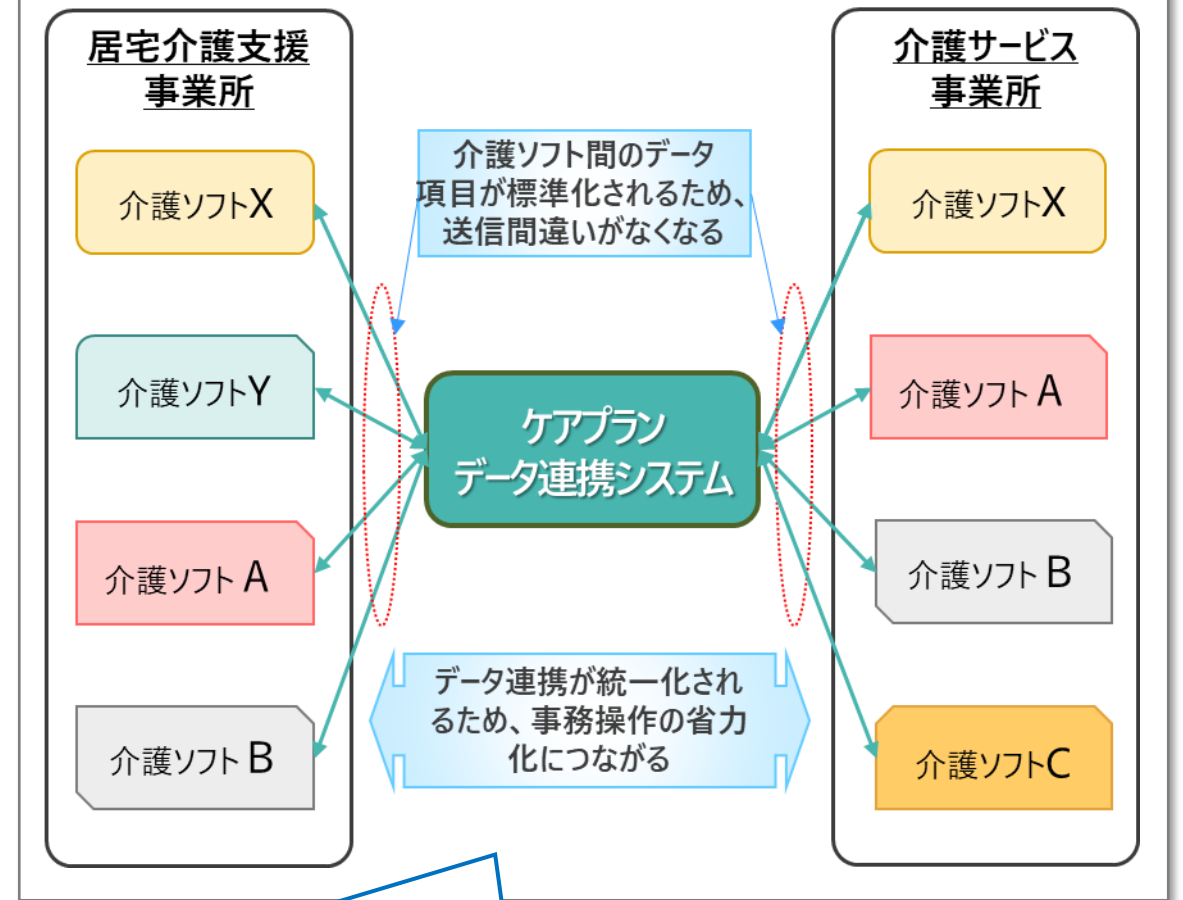 居宅介護支援
事業所
介護ソフトX
介護ソフトY
介護ソフト A
介護ソフト B
介護ソフト間のデータ
項目が標準化されるため、
送信間違いがなくなる
ケアプラン
データ連携システム
データ連携が統一化され
るため、事務操作の省力
化につながる
介護サービス
事業所
介護ソフトX
介護ソフト A
介護ソフト B
介護ソフトC